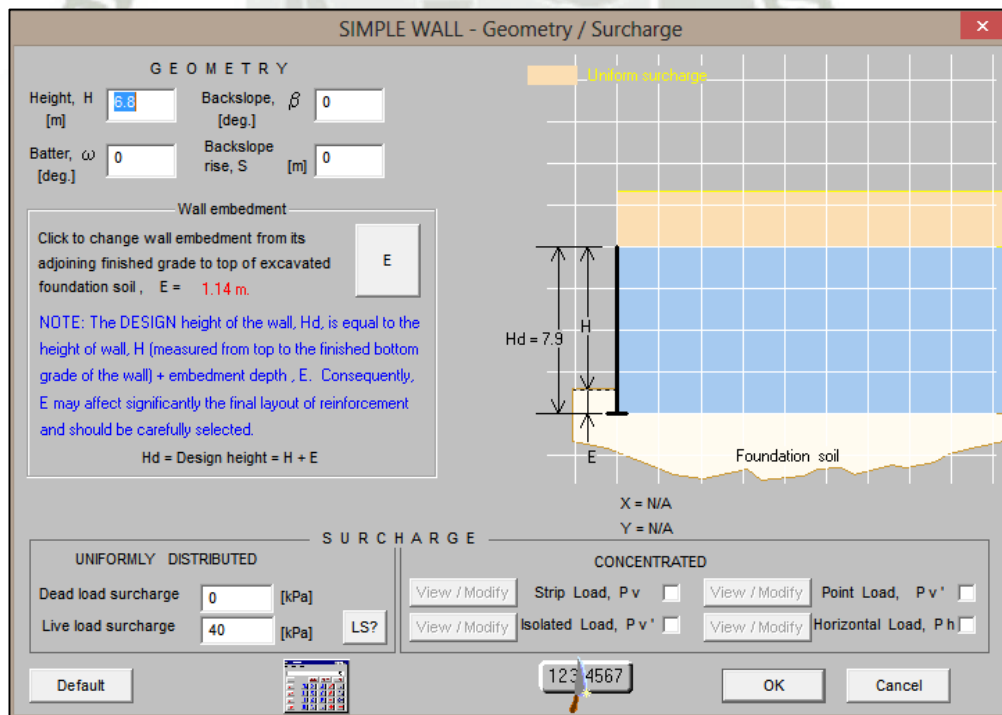 SIMPLE WALL - Geometry / Surcharge
GEOMETRY
Height, H
[m]
6.8
Backslope, β
[deg.]
0
Batter, ω
[deg.]
0
Backslope
rise, S [m]
0
Wall embedment
Click to change wall embedment from its
adjoining finished grade to top of excavated
foundation soil, E = 1.14 m.
E
NOTE: The DESIGN height of the wall, Hd, is equal to the
height of wall, H (measured from top to the finished bottom
grade of the wall) + embedment depth, E. Consequently,
E may affect significantly the final layout of reinforcement
and should be carefully selected.
Hd = Design height = H + E
Uniform surcharge
Hd = 7.9
H
E
Foundation soil
X = N/A
Y = N/A
SURCHARGE
UNIFORMLY DISTRIBUTED
Dead load surcharge 0 [kPa]
Live load surcharge 40 [kPa] LS?
CONCENTRATED
View / Modify Strip Load, P v
View / Modify Point Load, P v '
View / Modify Isolated Load, P v '
View / Modify Horizontal Load, P h
Default
123 4567
OK
Cancel